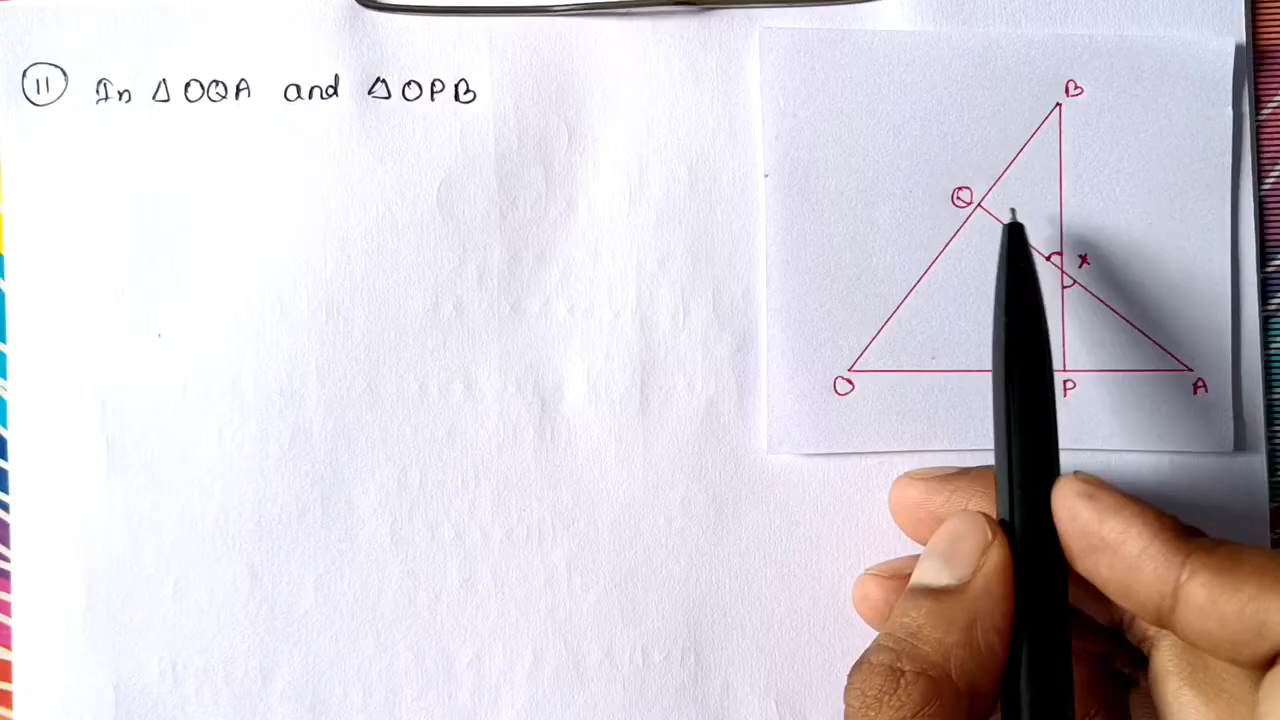 11 In △OQA and △OPB
B
Q
x
O P A